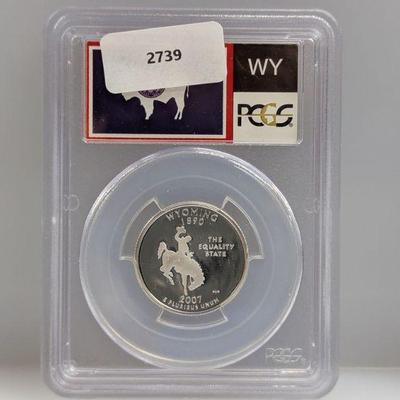 2739
WY
PCGS
WYOMING
1890
THE
EQUALITY
STATE
2007
E PLURIBUS UNUM
PCGS